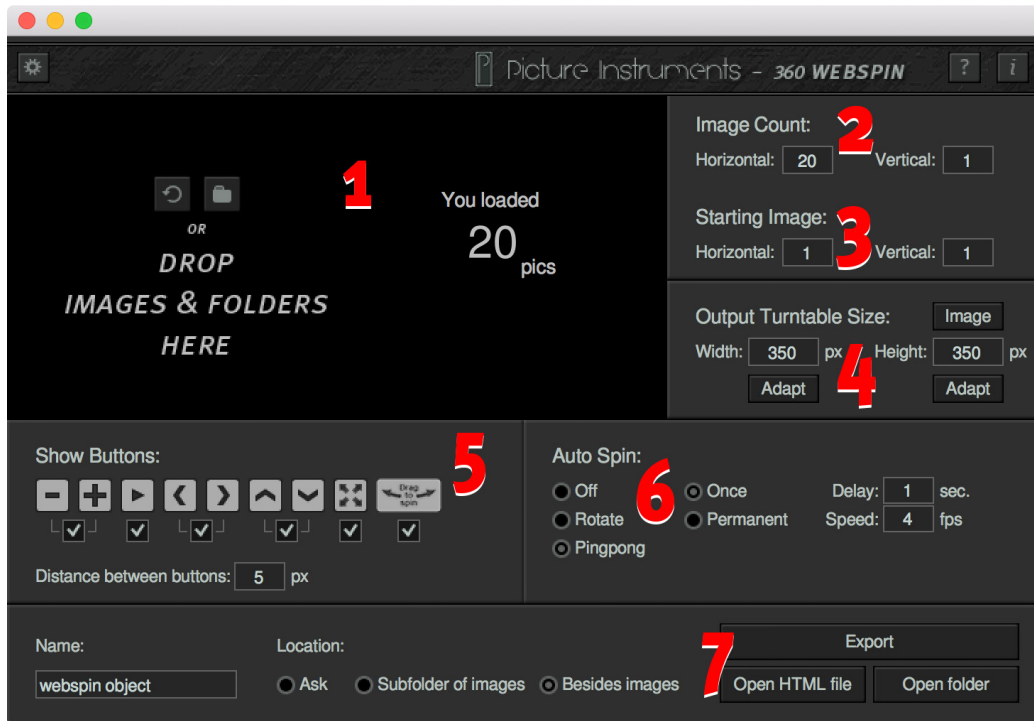 Picture Instruments - 360 WEBSPIN ? i
1
You loaded
20 pics
OR
DROP
IMAGES & FOLDERS
HERE
Image Count: 2
Horizontal: 20 Vertical: 1
Starting Image: 3
Horizontal: 1 Vertical: 1
Output Turntable Size: Image
Width: 350 px Height: 350 px
4
Adapt Adapt
Show Buttons: 5
Drag
to
spin
Distance between buttons: 5 px
Auto Spin: 6
Off Once Delay: 1 sec.
Rotate Permanent Speed: 4 fps
Pingpong
Name: Location: 7 Export
webspin object Ask Subfolder of images Besides images Open HTML file Open folder